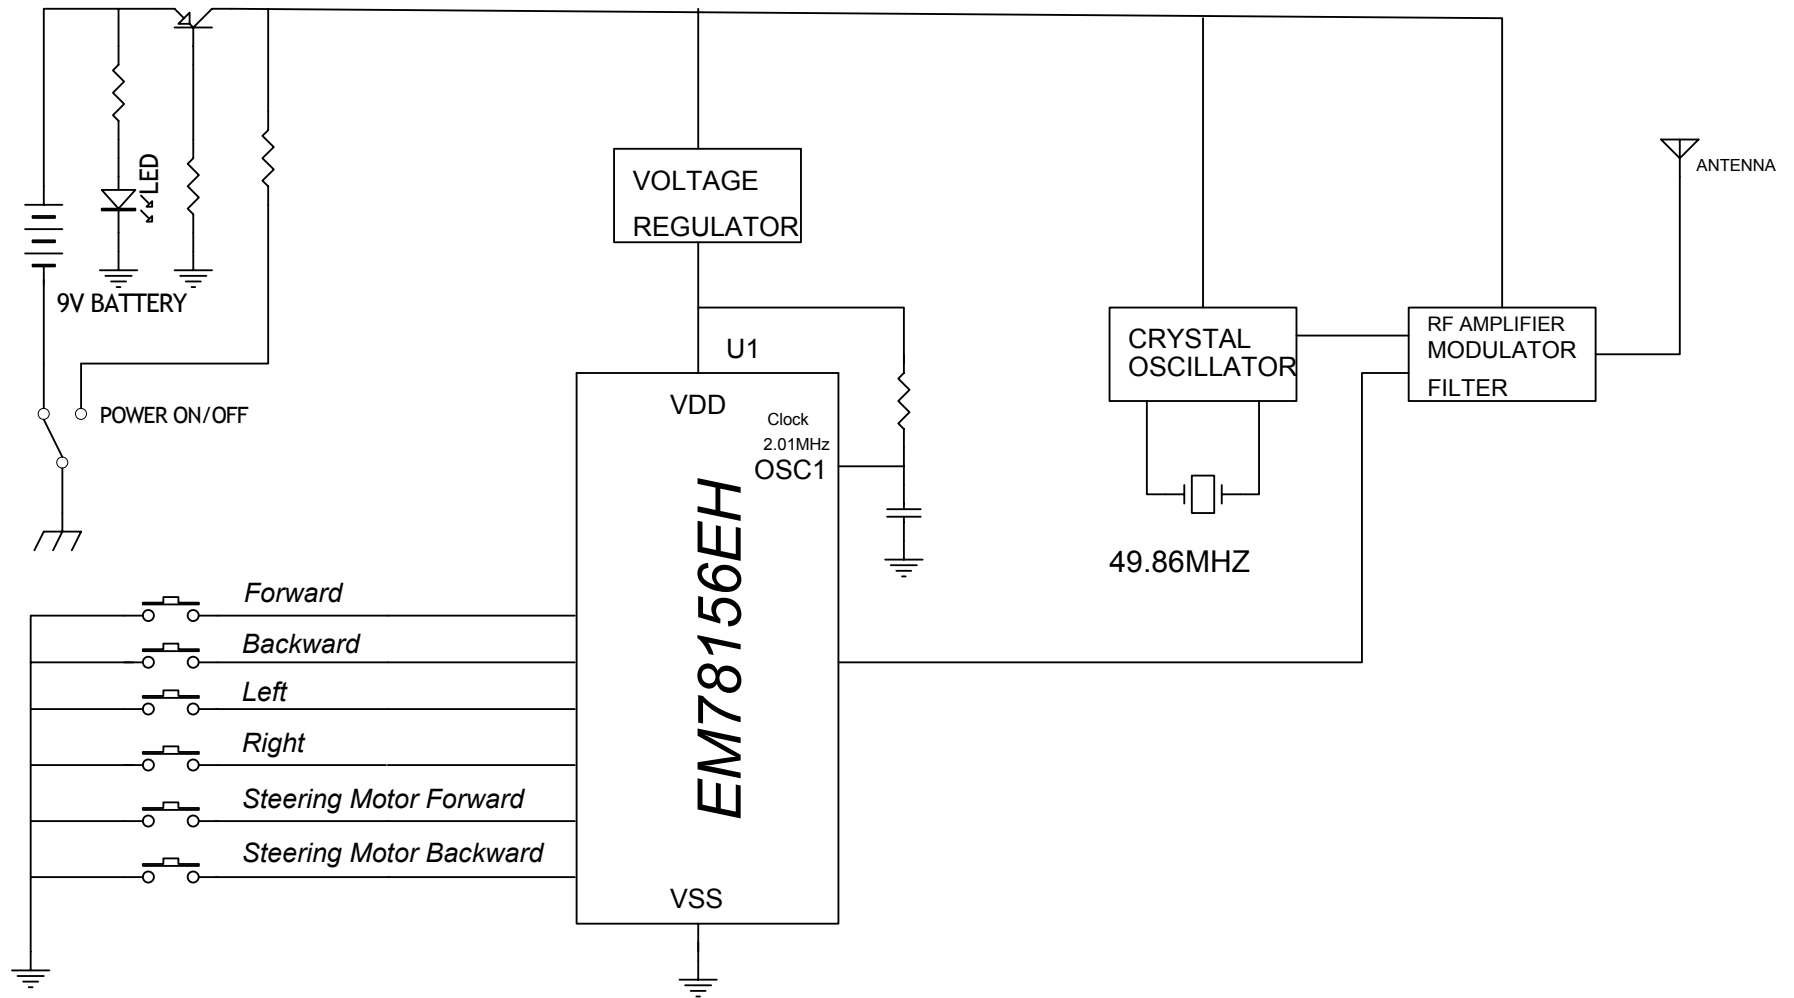 LED
ANTENNA
VOLTAGE
REGULATOR
9V BATTERY
POWER ON/OFF
U1
VDD
Clock
2.01MHz
OSC1
EM78156EH
VSS
CRYSTAL
OSCILLATOR
49.86MHZ
RF AMPLIFIER
MODULATOR
FILTER
Forward
Backward
Left
Right
Steering Motor Forward
Steering Motor Backward